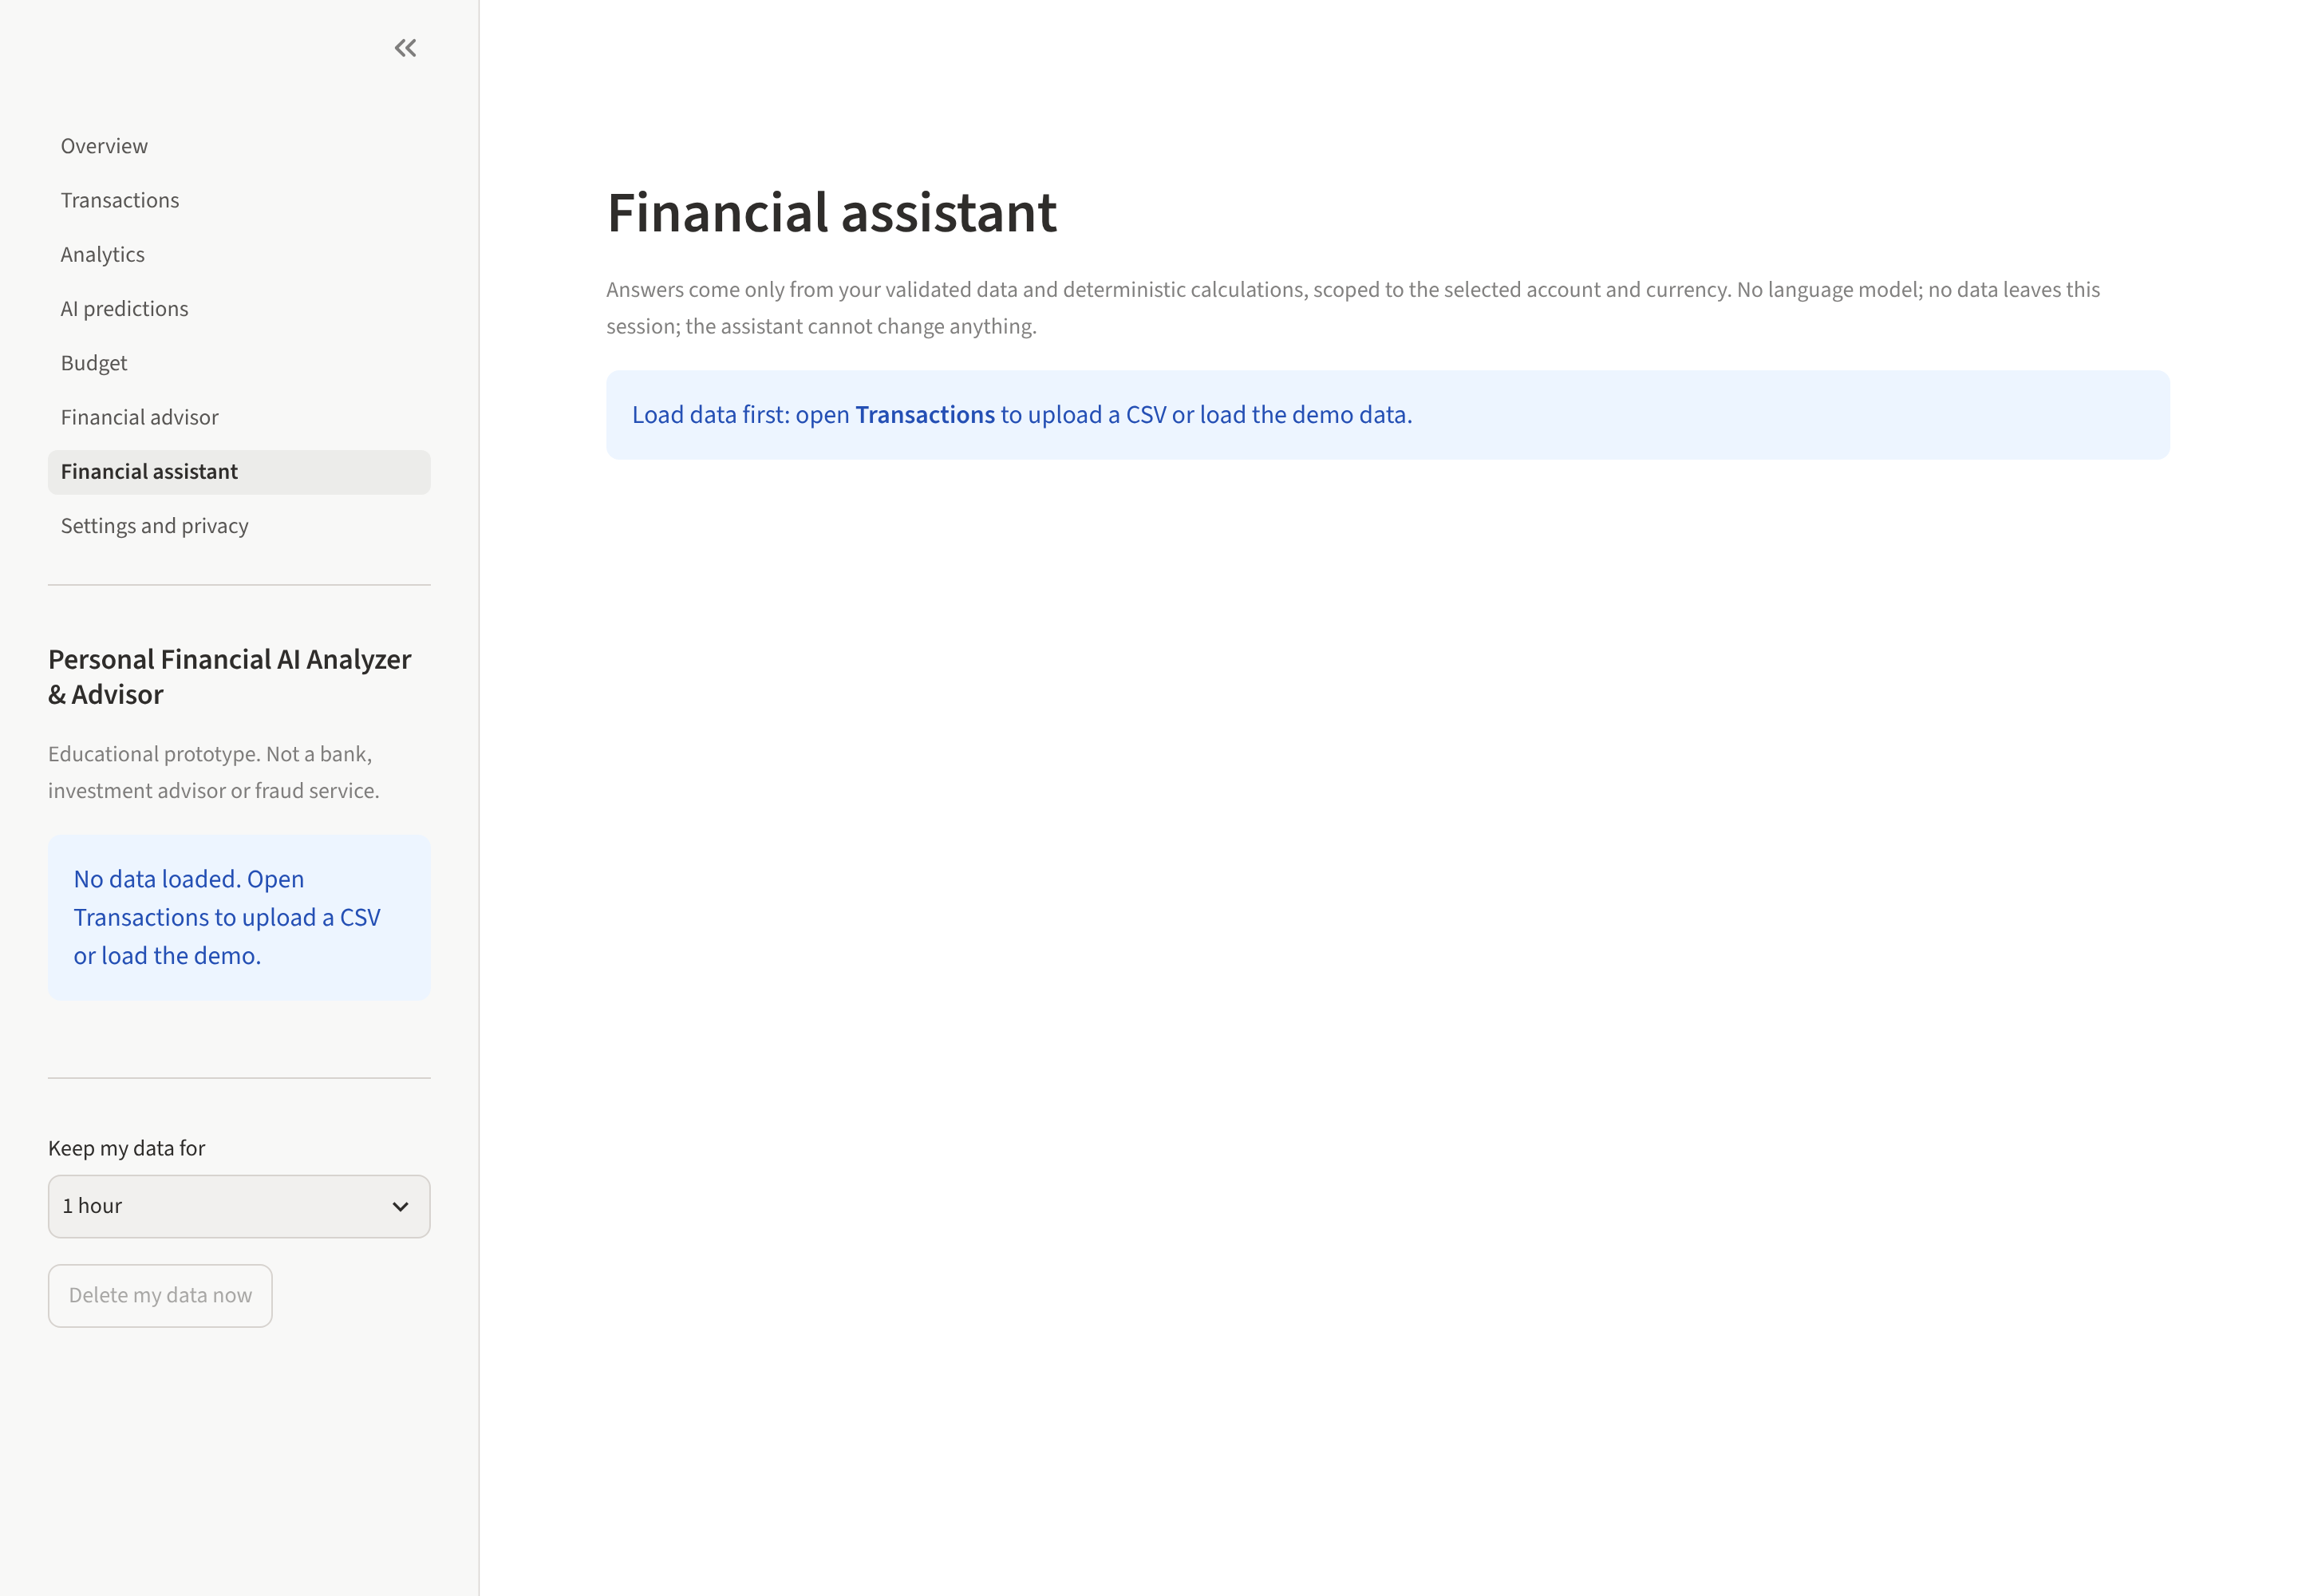 Overview
Transactions
Analytics
AI predictions
Budget
Financial advisor
Financial assistant
Settings and privacy
Personal Financial AI Analyzer
& Advisor
Educational prototype. Not a bank,
investment advisor or fraud service.
No data loaded. Open
Transactions to upload a CSV
or load the demo.
Keep my data for
1 hour
Delete my data now
Financial assistant
Answers come only from your validated data and deterministic calculations, scoped to the selected account and currency. No language model; no data leaves this
session; the assistant cannot change anything.
Load data first: open Transactions to upload a CSV or load the demo data.